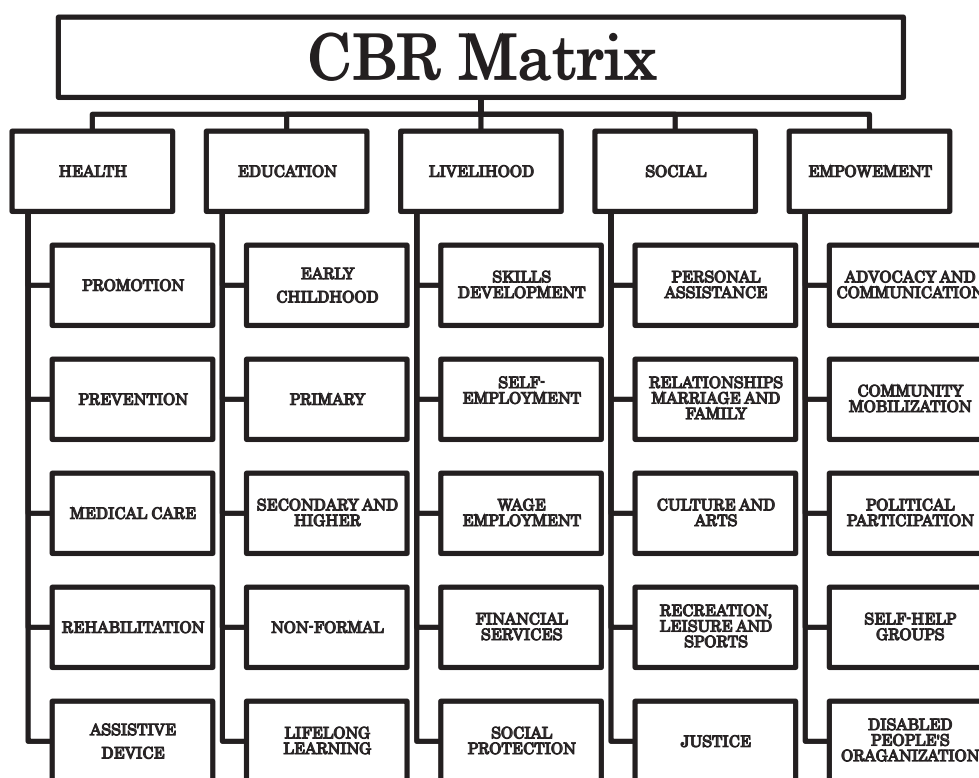 CBR Matrix
HEALTH
EDUCATION
LIVELIHOOD
SOCIAL
EMPOWEMENT
PROMOTION
EARLY
CHILDHOOD
SKILLS
DEVELOPMENT
PERSONAL
ASSISTANCE
ADVOCACY AND
COMMUNICATION
PREVENTION
PRIMARY
SELF-
EMPLOYMENT
RELATIONSHIPS
MARRIAGE AND
FAMILY
COMMUNITY
MOBILIZATION
MEDICAL CARE
SECONDARY AND
HIGHER
WAGE
EMPLOYMENT
CULTURE AND
ARTS
POLITICAL
PARTICIPATION
REHABILITATION
NON-FORMAL
FINANCIAL
SERVICES
RECREATION,
LEISURE AND
SPORTS
SELF-HELP
GROUPS
ASSISTIVE
DEVICE
LIFELONG
LEARNING
SOCIAL
PROTECTION
JUSTICE
DISABLED
PEOPLE'S
ORAGANIZATION